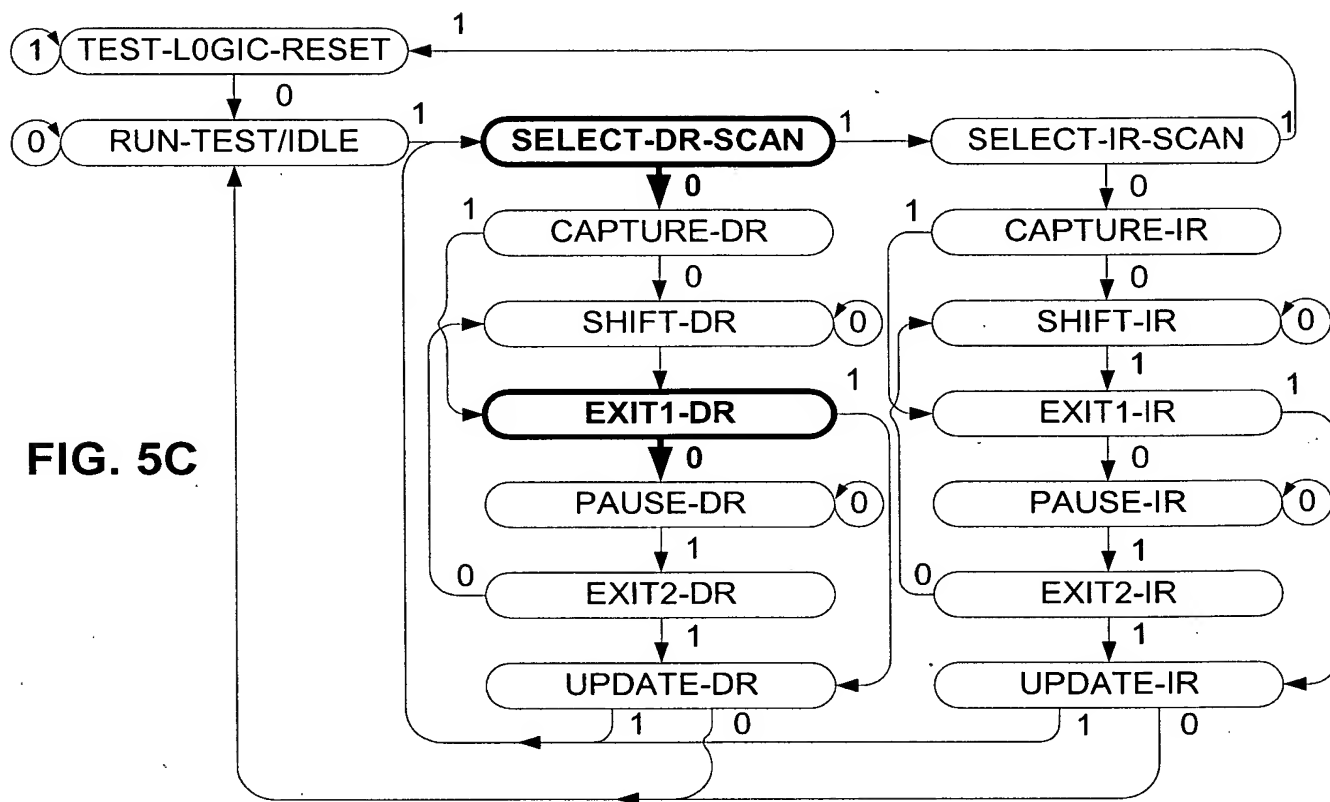 1
1 TEST-L0GIC-RESET
0
1
0 RUN-TEST/IDLE
SELECT-DR-SCAN
1
SELECT-IR-SCAN
1
0
0
1
CAPTURE-DR
1
CAPTURE-IR
0
0
SHIFT-DR
0
SHIFT-IR
0
1
1
1
EXIT1-DR
EXIT1-IR
FIG. 5C
0
0
PAUSE-DR
0
PAUSE-IR
0
1
1
0
EXIT2-DR
0
EXIT2-IR
1
1
UPDATE-DR
UPDATE-IR
1
0
1
0